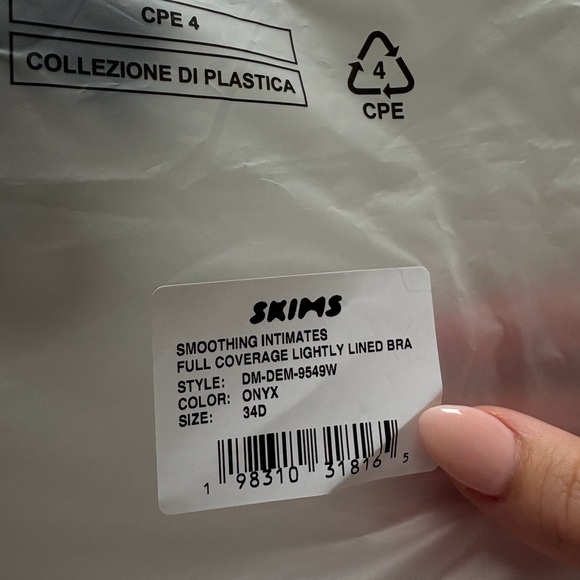 CPE 4
COLLEZIONE DI PLASTICA
4
CPE
SKIMS
SMOOTHING INTIMATES
FULL COVERAGE LIGHTLY LINED BRA
STYLE: DM-DEM-9549W
COLOR: ONYX
SIZE: 34D
1 98310 31816 5